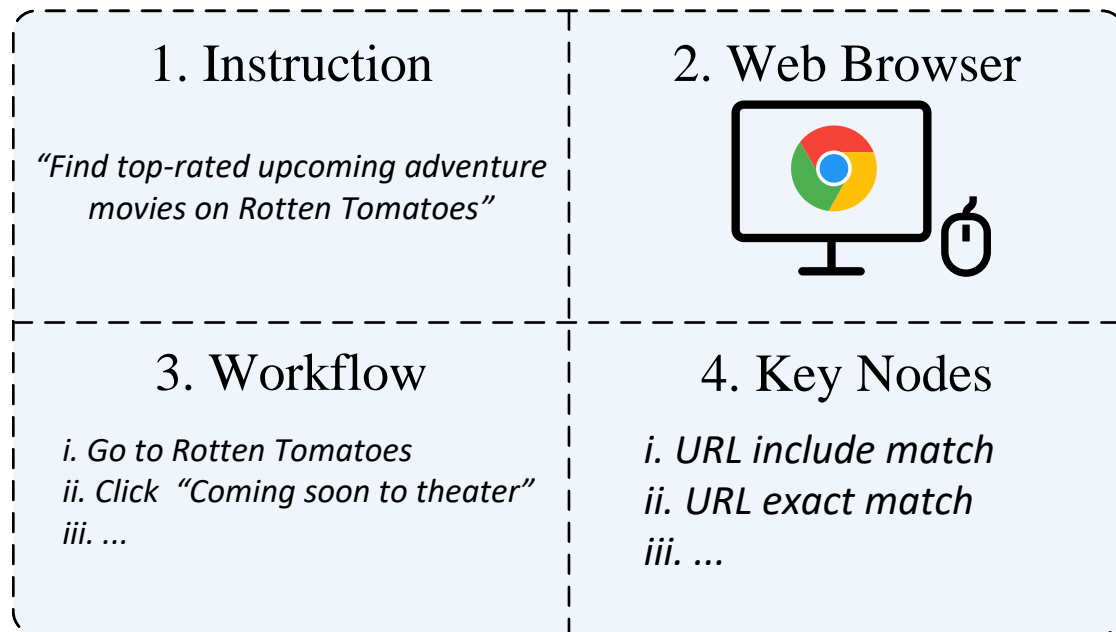 1. Instruction
“Find top-rated upcoming adventure
movies on Rotten Tomatoes”
2. Web Browser
3. Workflow
i. Go to Rotten Tomatoes
ii. Click “Coming soon to theater”
iii. ...
4. Key Nodes
i. URL include match
ii. URL exact match
iii. ...